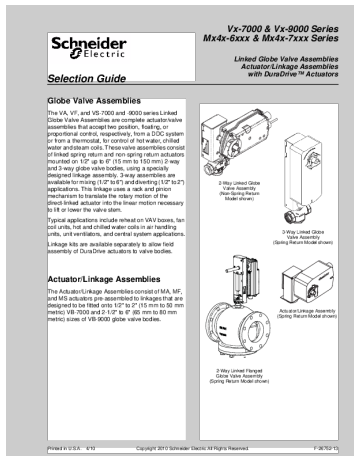 Vx-7000 & Vx-9000 Series
Mx4x-6xxx & Mx4x-7xxx Series
Schneider
Electric
Linked Globe Valve Assemblies
Actuator/Linkage Assemblies
with DuraDrive™ Actuators
Selection Guide
Globe Valve Assemblies
The VA, VF, and VS-7000 and -9000 series Linked
Globe Valve Assemblies are complete actuator/valve
assemblies that accept two position, floating, or
proportional control, respectively, from a DDC system
or from a thermostat, for control of hot water, chilled
water and steam coils. These valve assemblies consist
of linked spring return and non-spring return actuators
mounted on 1/2" up to 6" (15 mm to 150 mm) 2-way
and 3-way globe valve bodies, using a specially
designed linkage assembly. 3-way assemblies are
available for mixing (1/2" to 6") and diverting (1/2" to 2")
applications. This linkage uses a rack and pinion
mechanism to translate the rotary motion of the
direct-linked actuator into the linear motion necessary
to lift or lower the valve stem.
Typical applications include reheat on VAV boxes, fan
coil units, hot and chilled water coils in air handling
units, unit ventilators, and central system applications.
Linkage kits are available separately to allow field
assembly of DuraDrive actuators to valve bodies.
Actuator/Linkage Assemblies
The Actuator/Linkage Assemblies consist of MA, MF,
and MS actuators pre-assembled to linkages that are
designed to be fitted onto 1/2" to 2" (15 mm to 50 mm
metric) VB-7000 and 2-1/2" to 6" (65 mm to 80 mm
metric) sizes of VB-9000 globe valve bodies.
2-Way Linked Globe
Valve Assembly
(Non-Spring Return
Model shown)
3-Way Linked Globe
Valve Assembly
(Spring Return Model shown)
Actuator/Linkage Assembly
(Spring Return Model shown)
2-Way Linked Flanged
Globe Valve Assembly
(Spring Return Model shown)
Printed in U.S.A. 4/10 Copyright 2010 Schneider Electric All Rights Reserved. F-26752-13